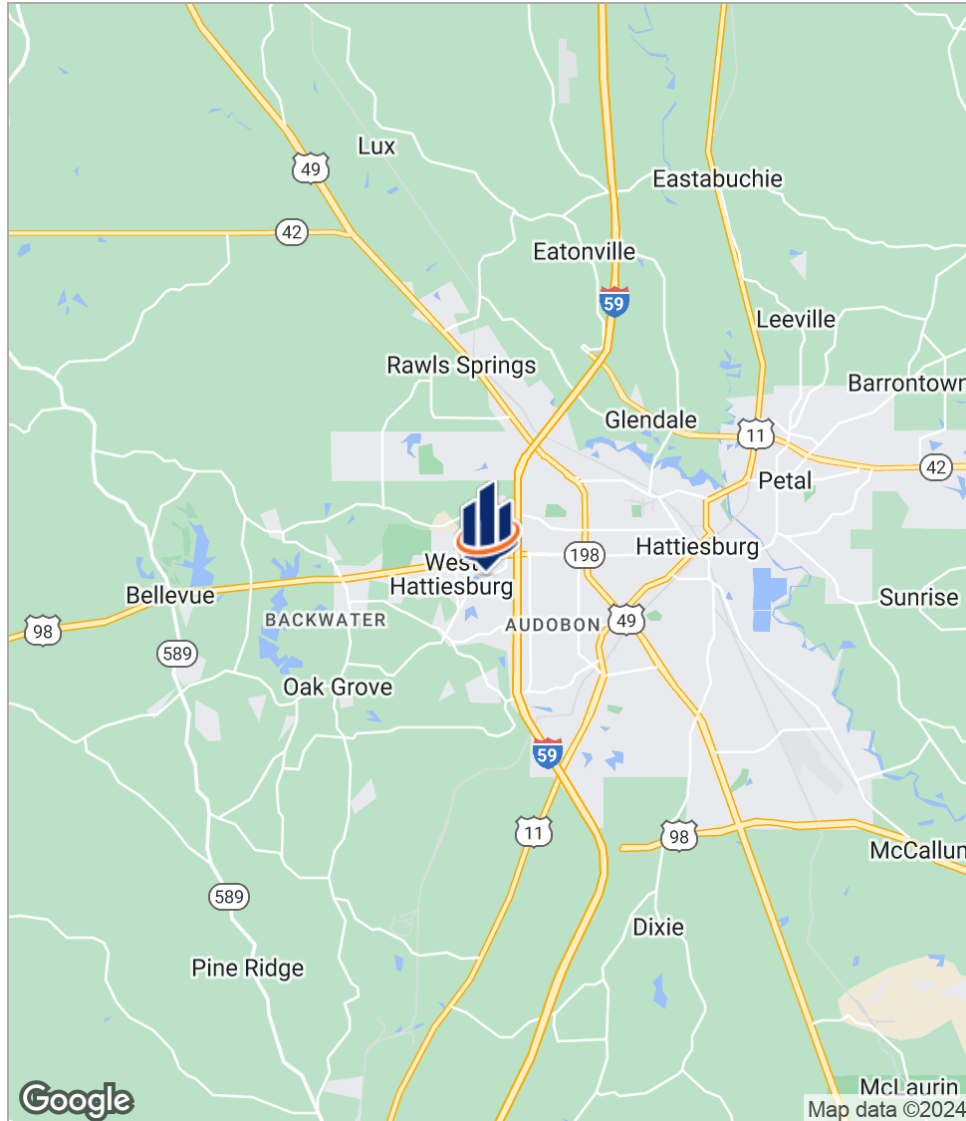 Lux
49
Eastabuchie
42
Eatonville
59
Leeville
Rawls Springs
Barrontown
Glendale
11
42
Petal
198
Hattiesburg
West
Hattiesburg
Bellevue
Sunrise
BACKWATER
AUDOBON
49
98
589
Oak Grove
59
11
98
McCallum
589
Dixie
Pine Ridge
McLaurin
Google
Map data ©2024